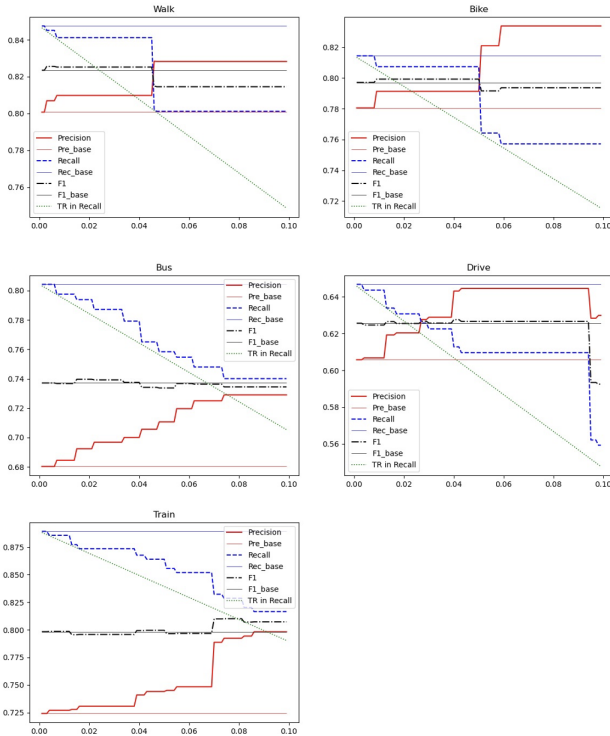 Walk
0.84
0.82
0.80
0.78
0.76
Precision
Pre_base
Recall
Rec_base
F1
F1_base
TR in Recall
0.00 0.02 0.04 0.06 0.08 0.10
Bike
0.82
0.80
0.78
0.76
0.74
0.72
Precision
Pre_base
Recall
Rec_base
F1
F1_base
TR in Recall
0.00 0.02 0.04 0.06 0.08 0.10
Bus
0.80
0.78
0.76
0.74
0.72
0.70
0.68
Precision
Pre_base
Recall
Rec_base
F1
F1_base
TR in Recall
0.00 0.02 0.04 0.06 0.08 0.10
Drive
0.64
0.62
0.60
0.58
0.56
Precision
Pre_base
Recall
Rec_base
F1
F1_base
TR in Recall
0.00 0.02 0.04 0.06 0.08 0.10
Train
0.875
0.850
0.825
0.800
0.775
0.750
0.725
Precision
Pre_base
Recall
Rec_base
F1
F1_base
TR in Recall
0.00 0.02 0.04 0.06 0.08 0.10